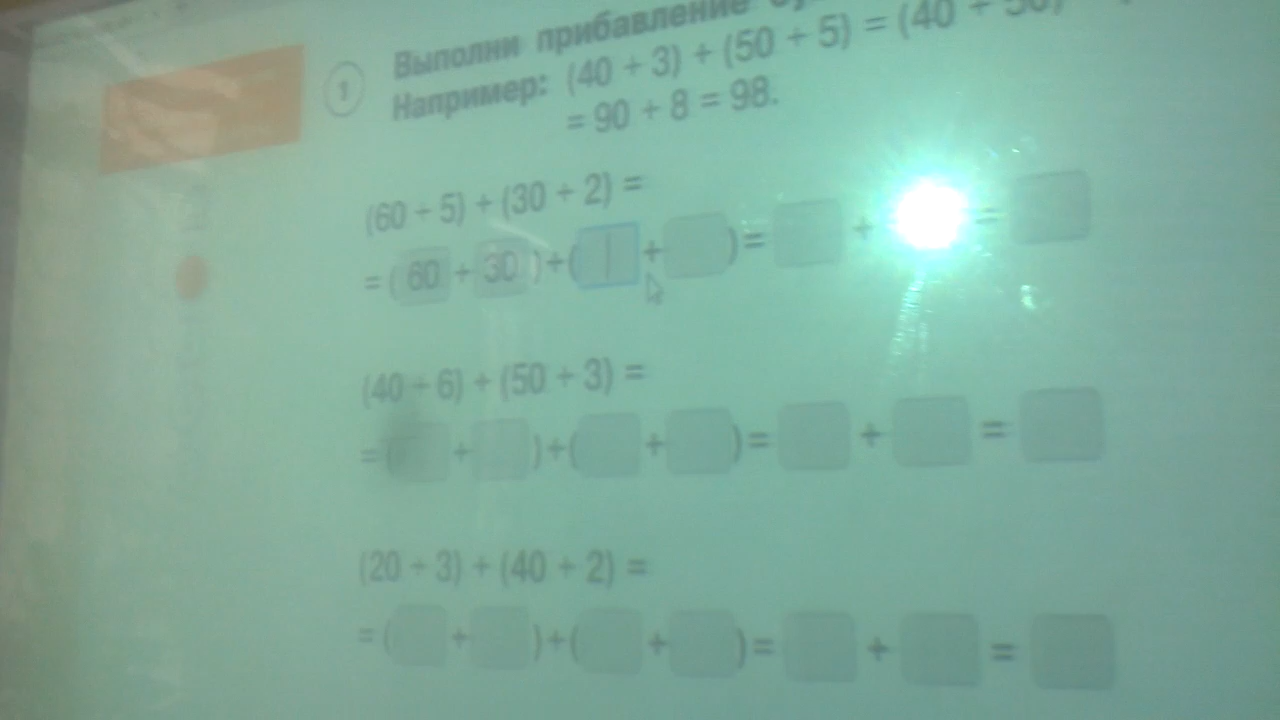 1 Выполни прибавление
Например: (40 + 3) + (50 + 5) = (40 + 50)
= 90 + 8 = 98.
(60 + 5) + (30 + 2) =
= ( 60 + 30 ) + ( + ) = + =
(40 + 6) + (50 + 3) =
= ( + ) + ( + ) = + =
(20 + 3) + (40 + 2) =
= ( + ) + ( + ) = + =